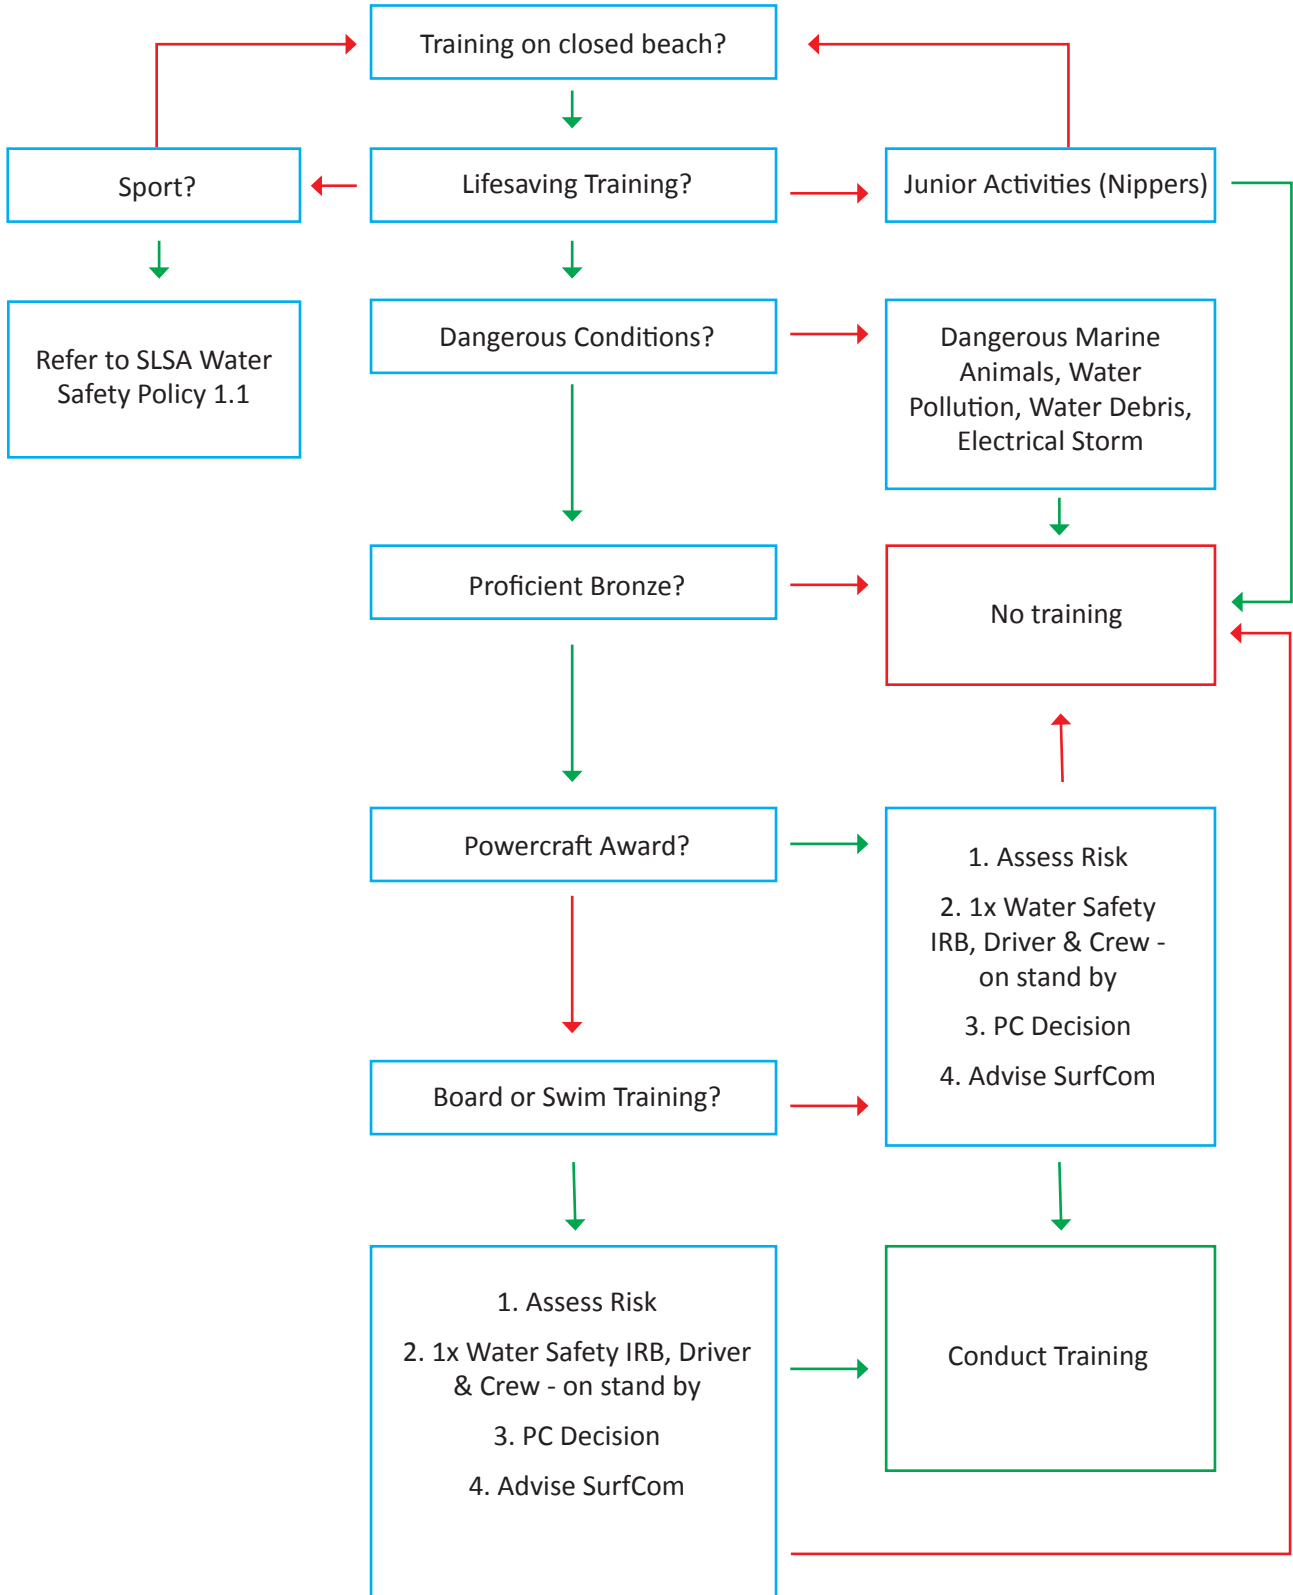 Training on closed beach?
Sport?
Lifesaving Training?
Junior Activities (Nippers)
Refer to SLSA Water
Safety Policy 1.1
Dangerous Conditions?
Dangerous Marine
Animals, Water
Pollution, Water Debris,
Electrical Storm
Proficient Bronze?
No training
Powercraft Award?
1. Assess Risk
2. 1x Water Safety
IRB, Driver & Crew -
on stand by
3. PC Decision
4. Advise SurfCom
Board or Swim Training?
1. Assess Risk
2. 1x Water Safety IRB, Driver
& Crew - on stand by
3. PC Decision
4. Advise SurfCom
Conduct Training